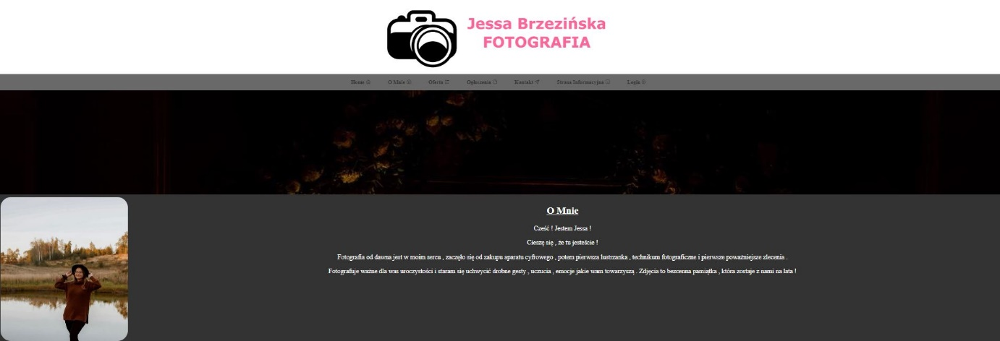 Jessa Brzezińska
FOTOGRAFIA
Home O Mnie Oferta Ogłoszenia Kontakt Strona Informacyjna Login
O Mnie
Cześć ! Jestem Jessa !
Cieszę się , że tu jesteście !
Fotografia od dawna jest w moim sercu , zaczęło się od zakupu aparatu cyfrowego , potem pierwsza lustrzanka , technikum fotograficzne i pierwsze poważniejsze zlecenia .
Fotografuje ważne dla was uroczystości i staram się uchwycić drobne gesty , uczucia , emocje jakie wam towarzyszą . Zdjęcia to bezcenna pamiątka , która zostaje z nami na lata !